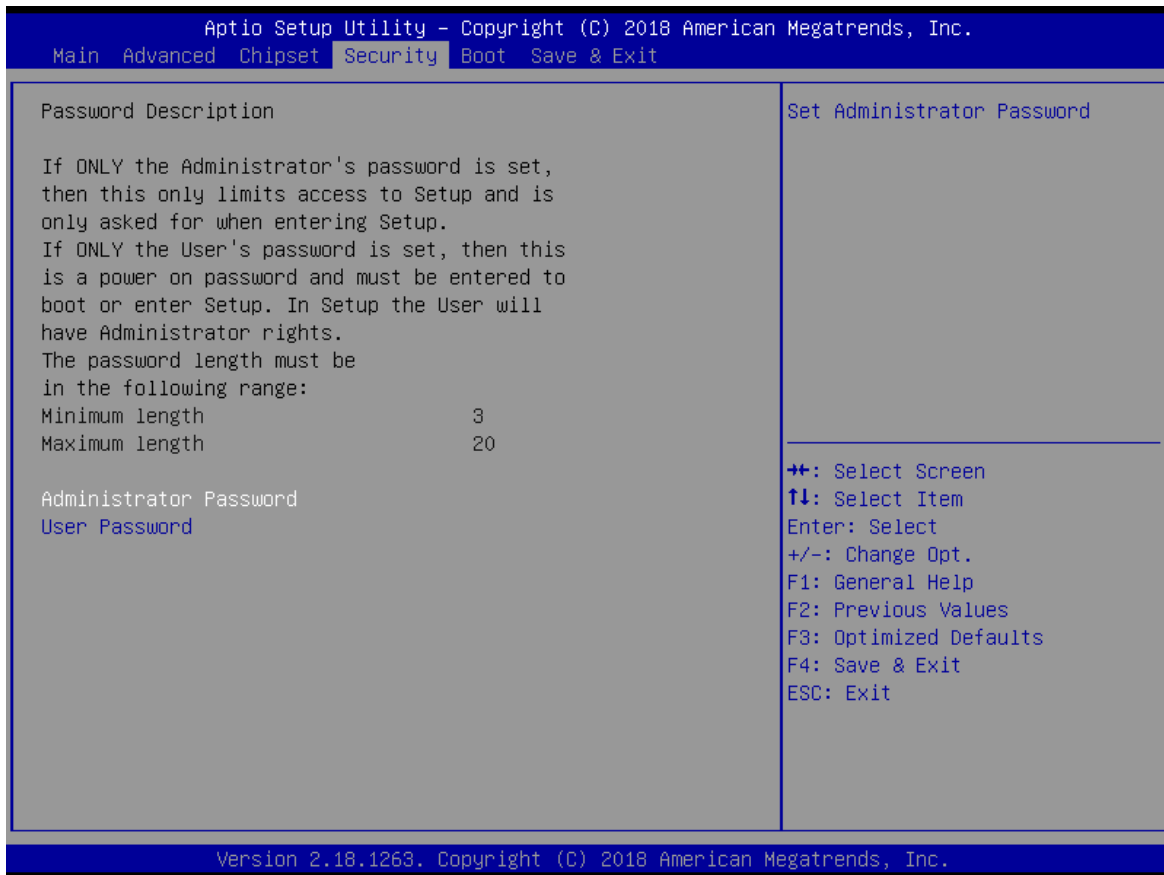 Aptio Setup Utility – Copyright (C) 2018 American Megatrends, Inc.
Main Advanced Chipset Security Boot Save & Exit
Password Description
If ONLY the Administrator's password is set,
then this only limits access to Setup and is
only asked for when entering Setup.
If ONLY the User's password is set, then this
is a power on password and must be entered to
boot or enter Setup. In Setup the User will
have Administrator rights.
The password length must be
in the following range:
Minimum length 3
Maximum length 20
Administrator Password
User Password
Set Administrator Password
→←: Select Screen
↑↓: Select Item
Enter: Select
+/-: Change Opt.
F1: General Help
F2: Previous Values
F3: Optimized Defaults
F4: Save & Exit
ESC: Exit
Version 2.18.1263. Copyright (C) 2018 American Megatrends, Inc.